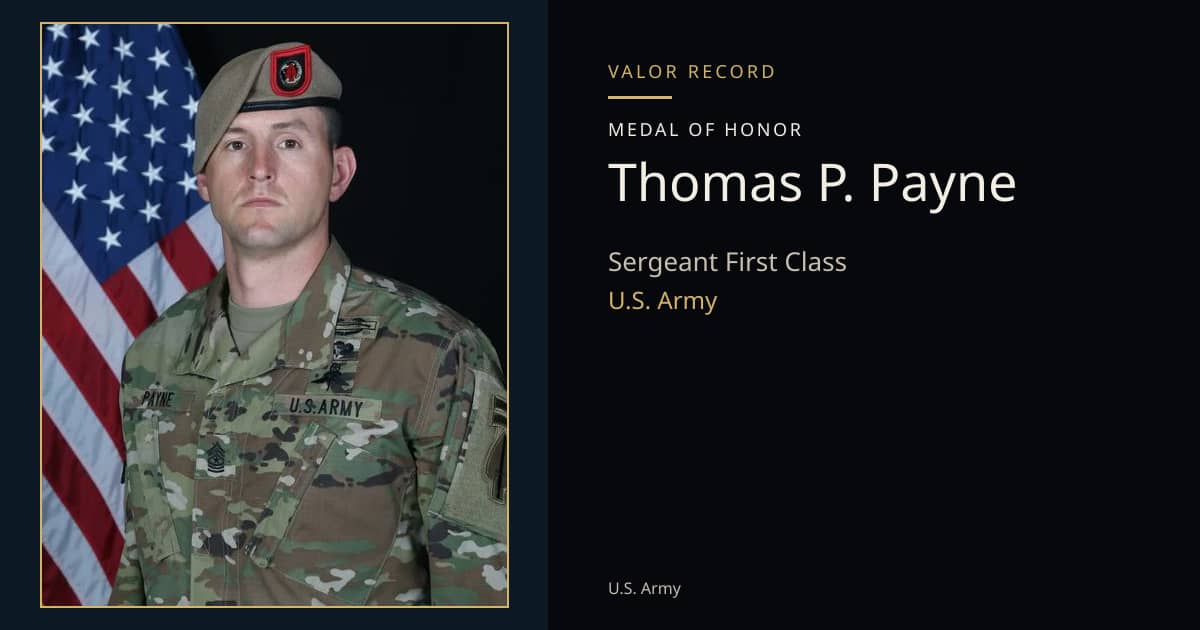 VALOR RECORD
MEDAL OF HONOR
Thomas P. Payne
Sergeant First Class
U.S. Army
PAYNE
U.S. ARMY
U.S. Army